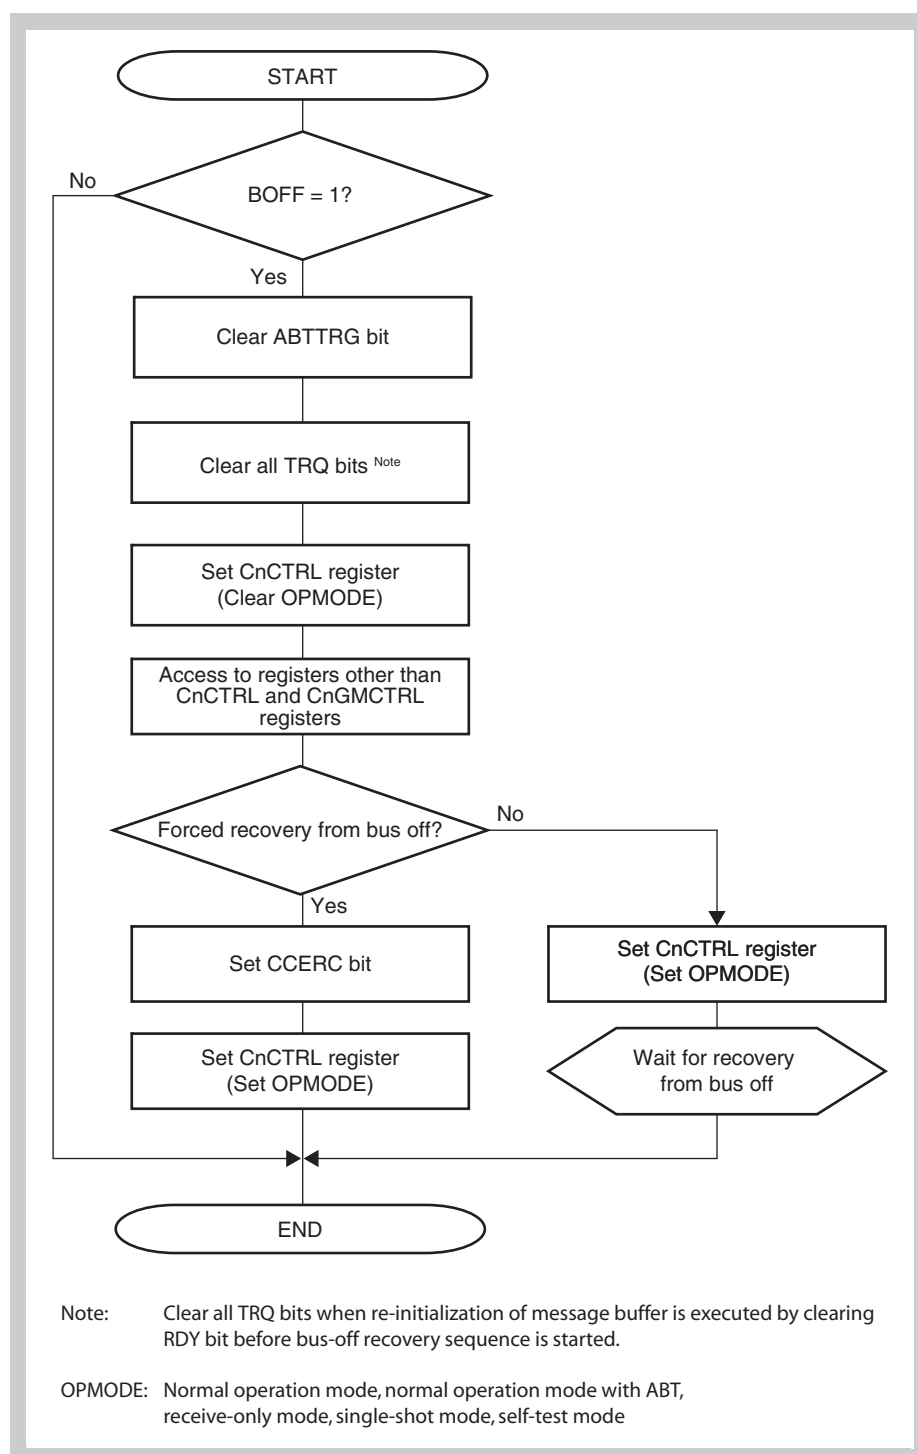 START
No
BOFF = 1?
Yes
Clear ABTTRG bit
Clear all TRQ bits Note
Set CnCTRL register
(Clear OPMODE)
Access to registers other than
CnCTRL and CnGMCTRL
registers
Forced recovery from bus off?
No
Yes
Set CCERC bit
Set CnCTRL register
(Set OPMODE)
Set CnCTRL register
(Set OPMODE)
Wait for recovery
from bus off
END
Note: Clear all TRQ bits when re-initialization of message buffer is executed by clearing
RDY bit before bus-off recovery sequence is started.
OPMODE: Normal operation mode, normal operation mode with ABT,
receive-only mode, single-shot mode, self-test mode